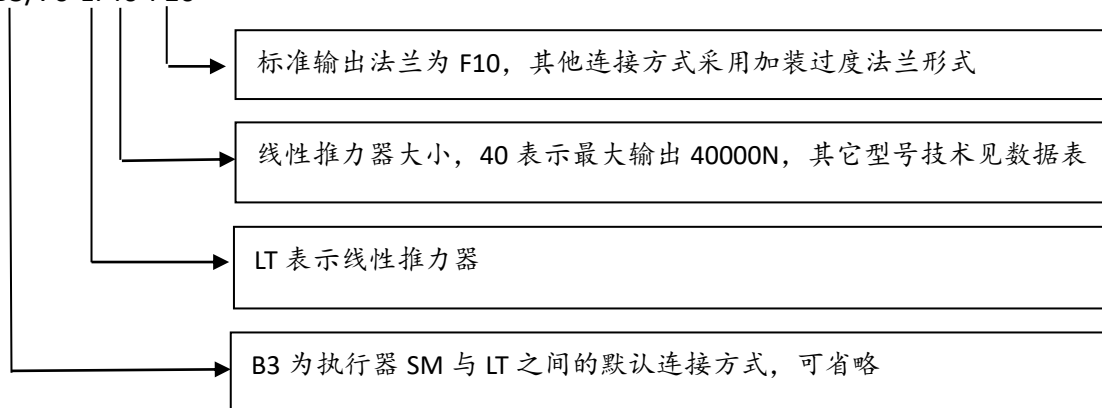 标准输出法兰为 F10，其他连接方式采用加装过度法兰形式
线性推力器大小，40 表示最大输出 40000N，其它型号技术见数据表
LT 表示线性推力器
B3 为执行器 SM 与 LT 之间的默认连接方式，可省略